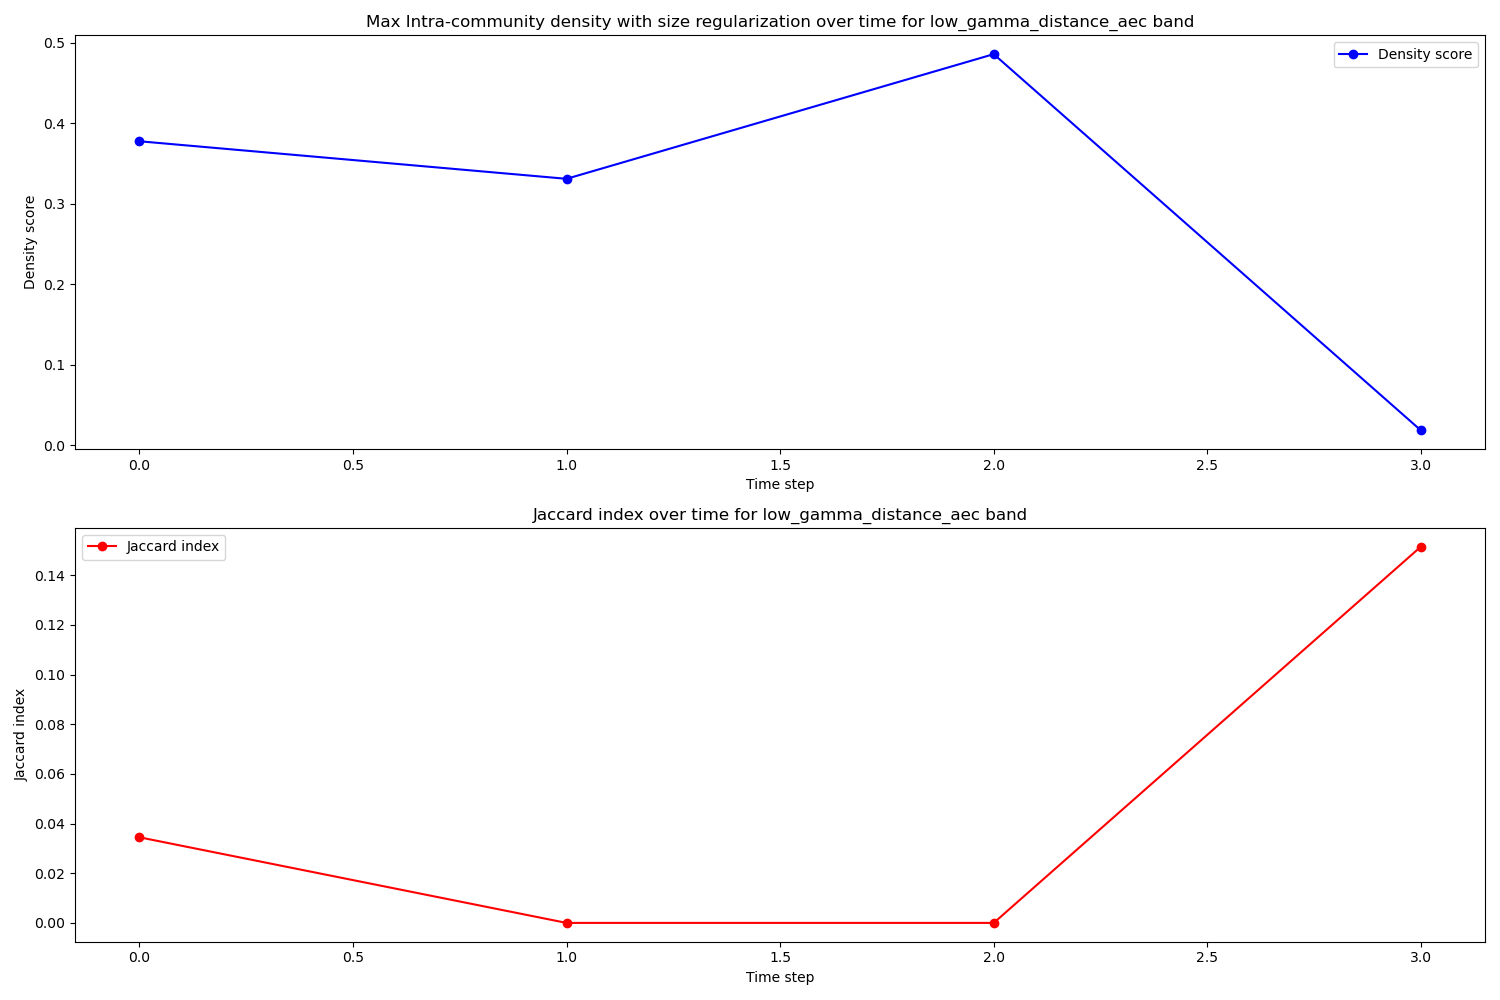 Max Intra-community density with size regularization over time for low_gamma_distance_aec band
Density score
0.5
0.4
0.3
0.2
0.1
0.0
Density score
0.0 0.5 1.0 1.5 2.0 2.5 3.0
Time step
Jaccard index over time for low_gamma_distance_aec band
Jaccard index
0.14
0.12
0.10
0.08
0.06
0.04
0.02
0.00
Jaccard index
0.0 0.5 1.0 1.5 2.0 2.5 3.0
Time step